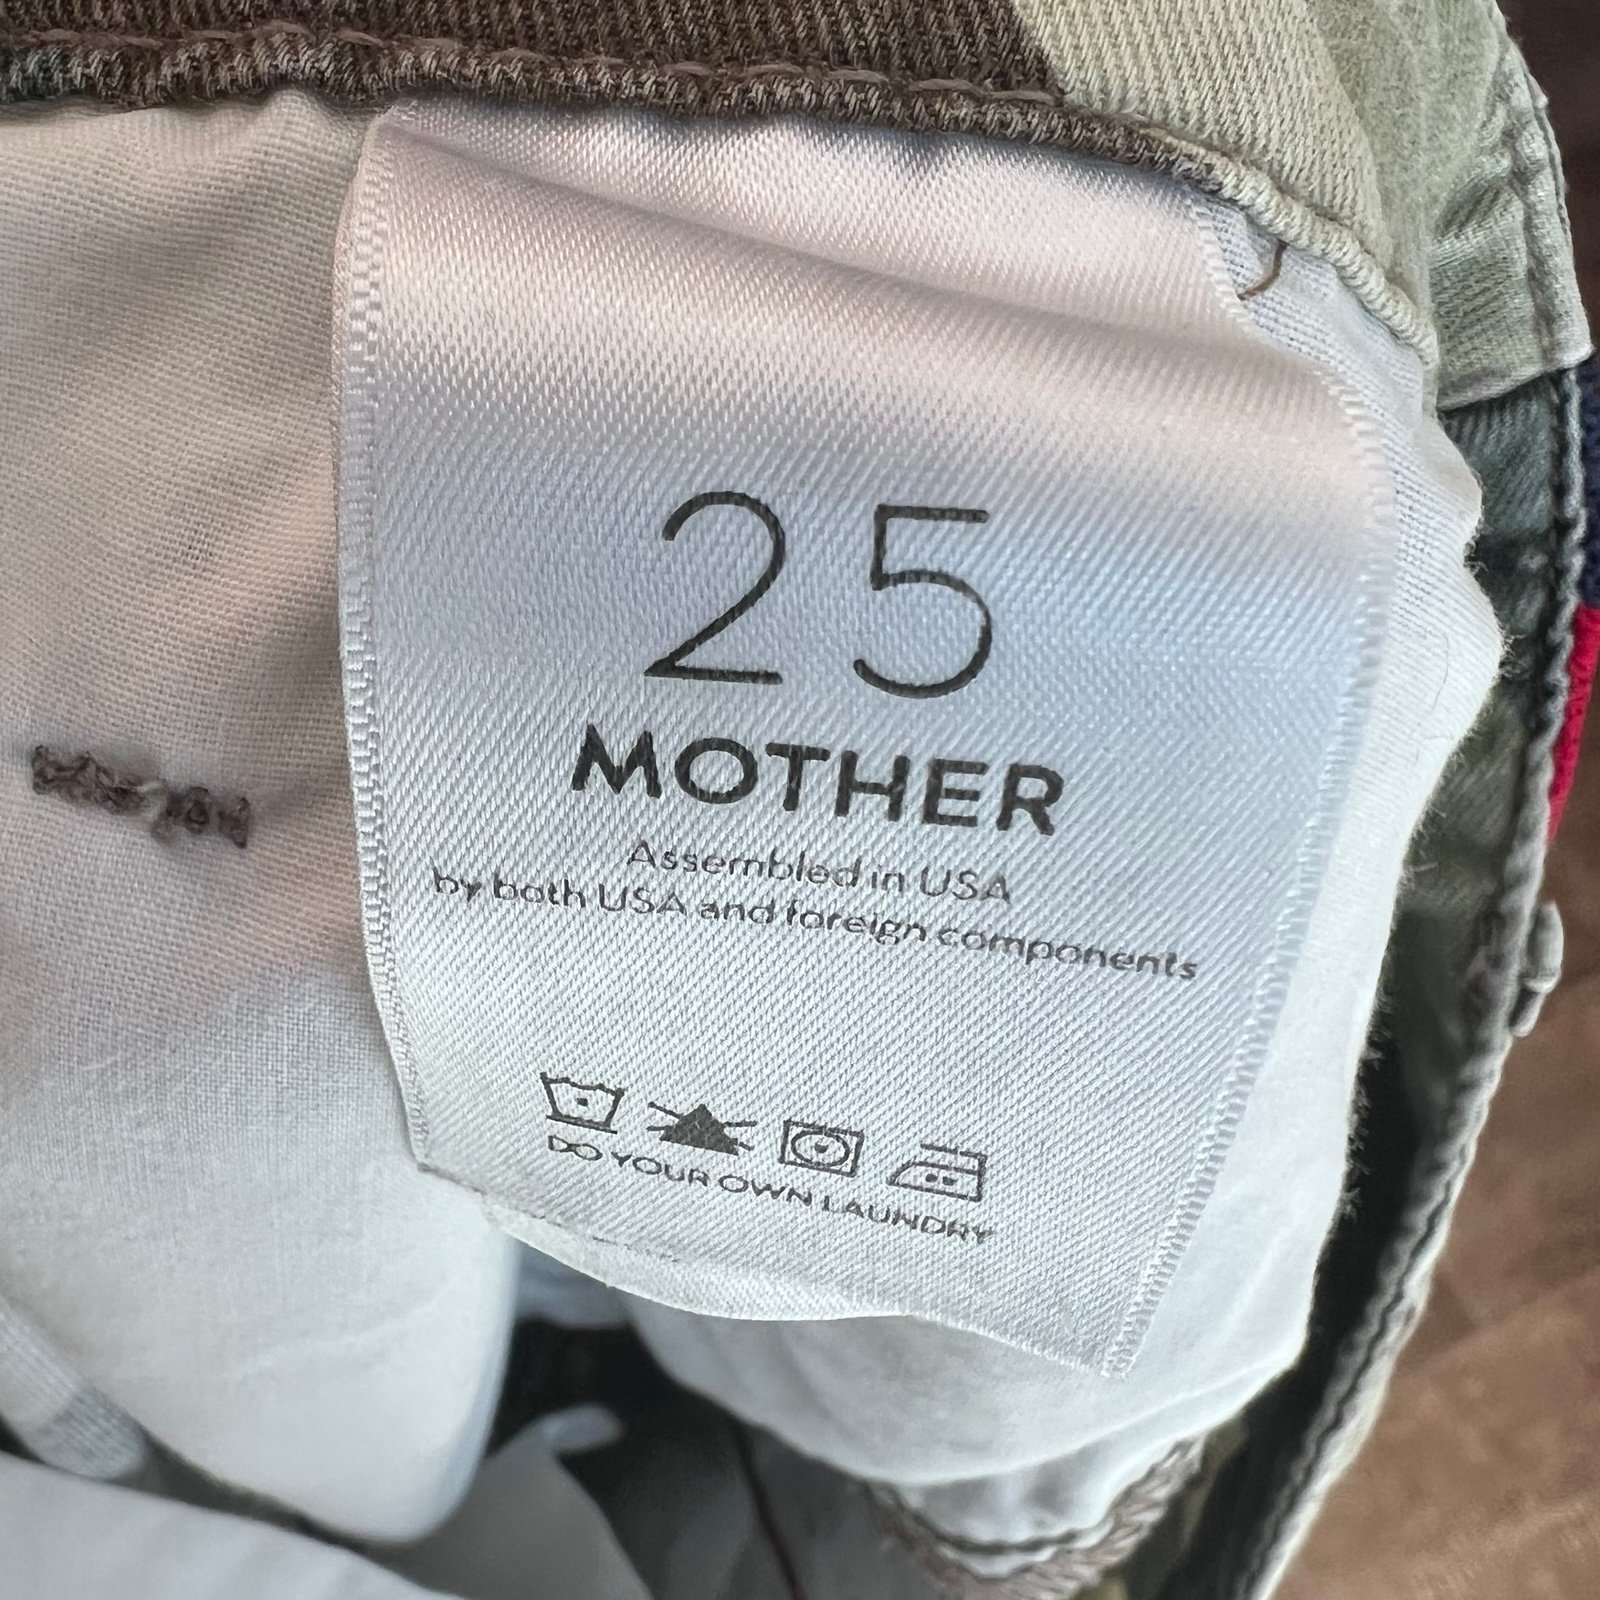 25
MOTHER
Assembled in USA
by both USA and foreign components
DO YOUR OWN LAUNDRY